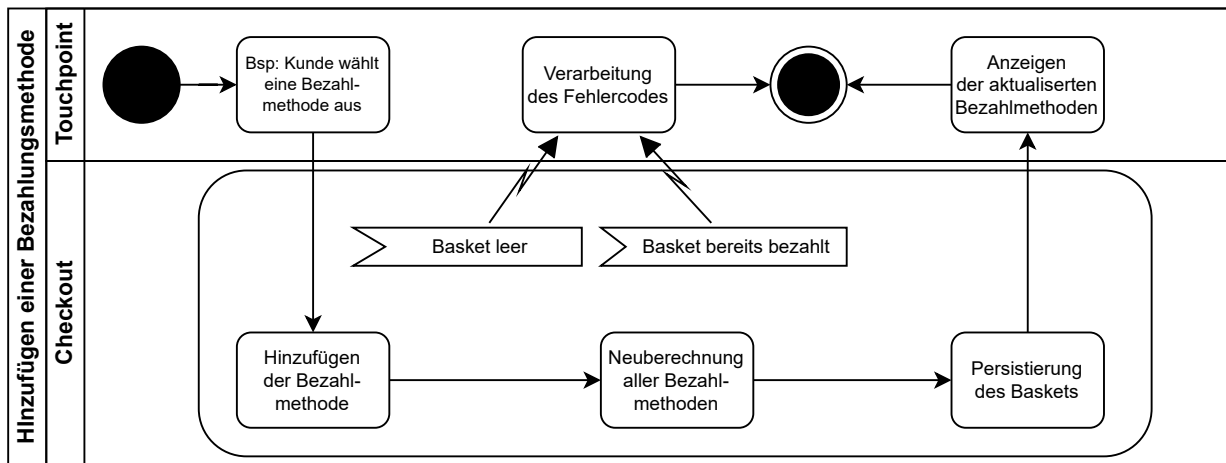 HInzufügen einer Bezahlungsmethode
Touchpoint
Bsp: Kunde wählt
eine Bezahl-
methode aus
Verarbeitung
des Fehlercodes
Anzeigen
der aktualiserten
Bezahlmethoden
Checkout
Basket leer
Basket bereits bezahlt
Hinzufügen
der Bezahl-
methode
Neuberechnung
aller Bezahl-
methoden
Persistierung
des Baskets